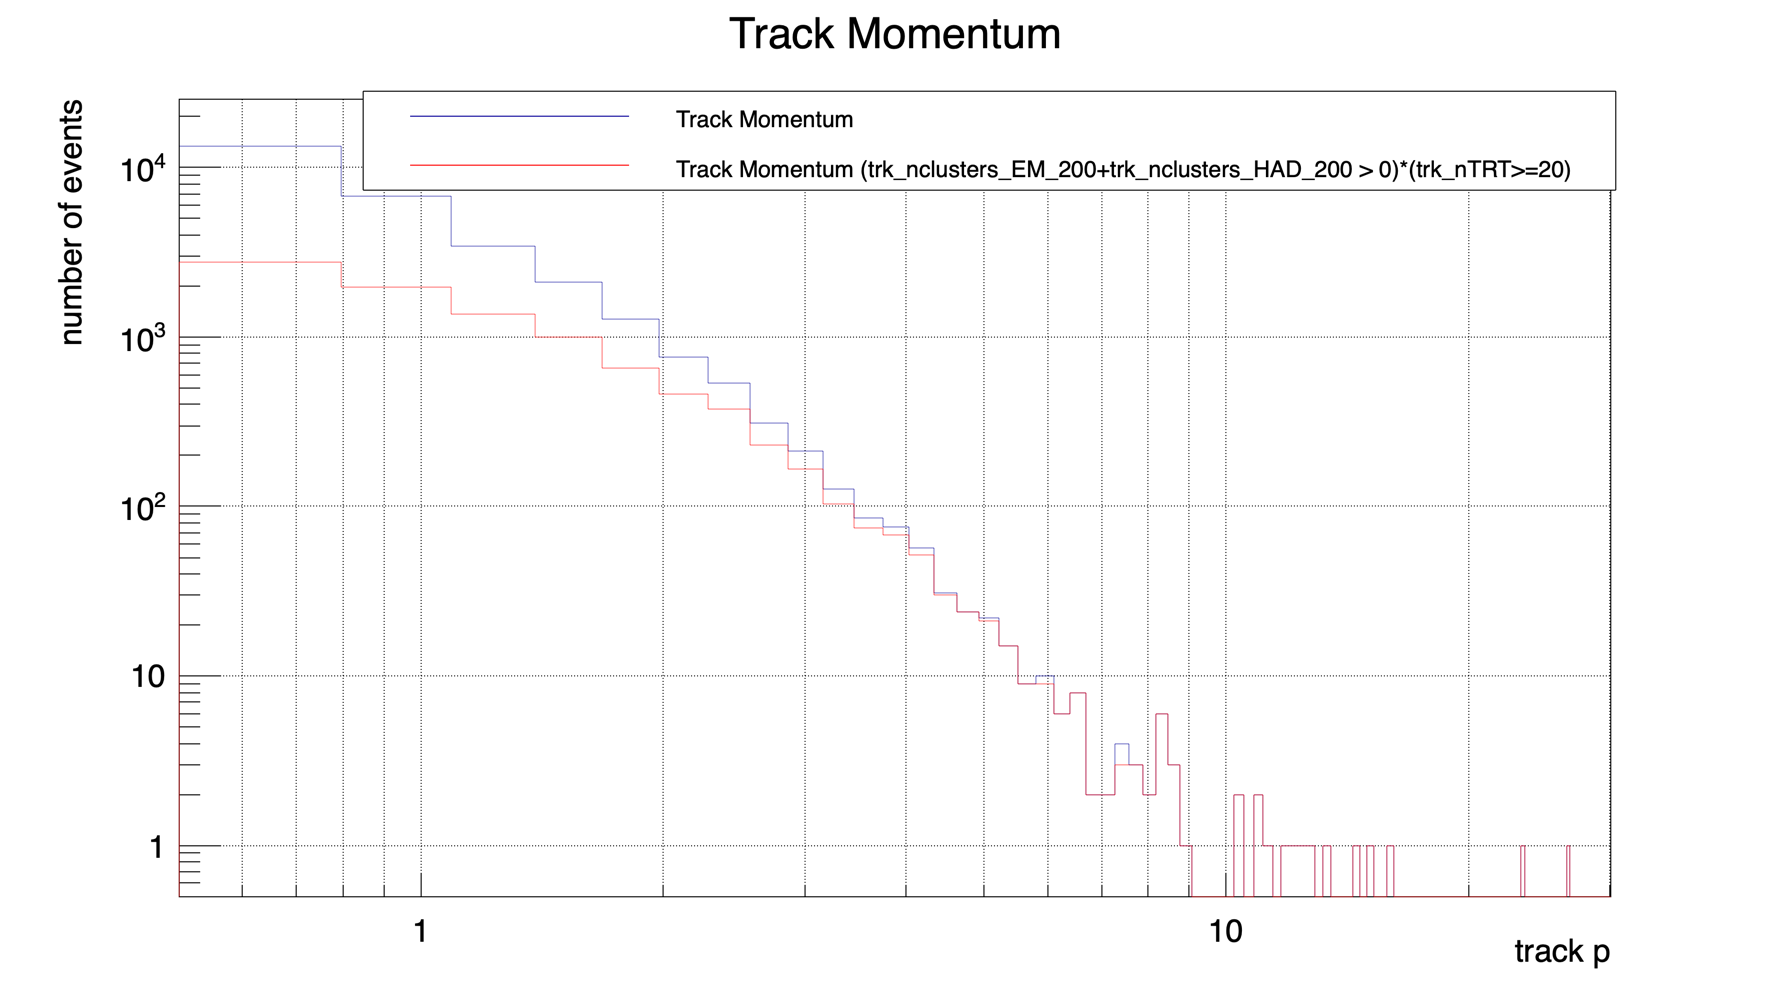 Track Momentum
number of events
Track Momentum
Track Momentum (trk_nclusters_EM_200+trk_nclusters_HAD_200 > 0)*(trk_nTRT>=20)
10⁴
10³
10²
10
1
1 10
track p